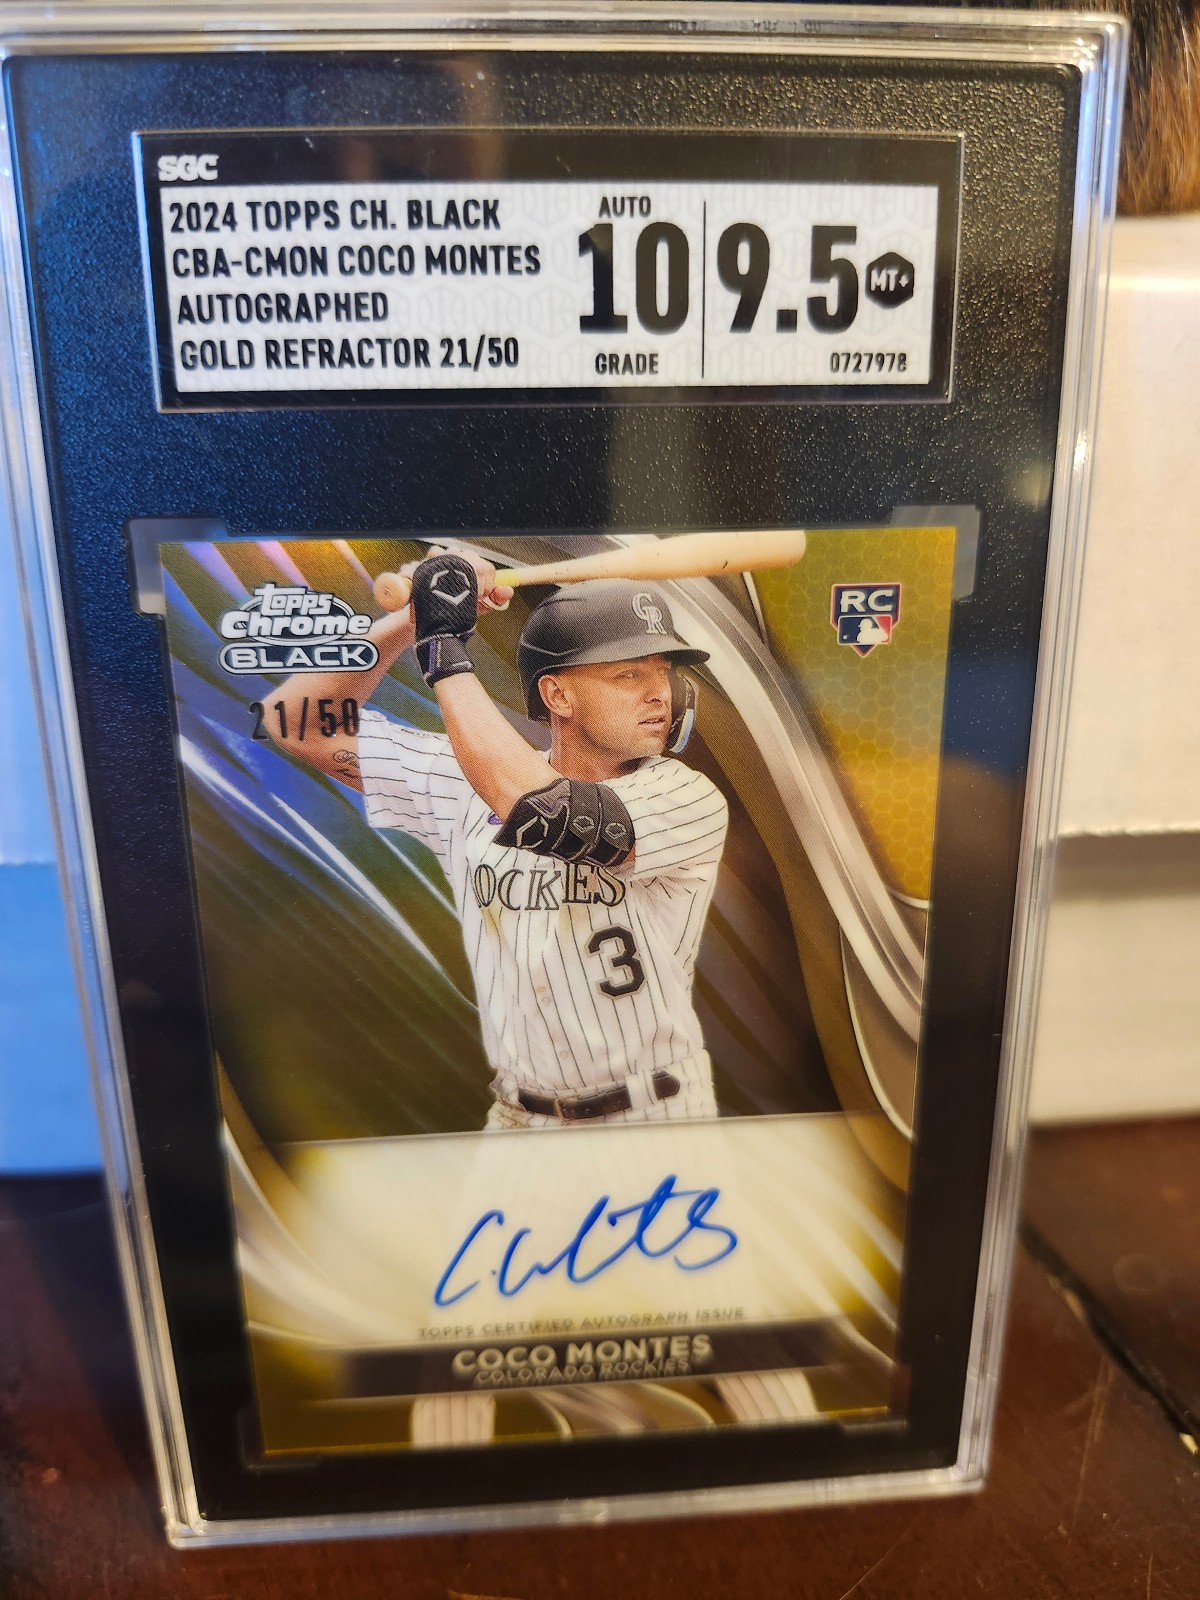 SGC
2024 TOPPS CH. BLACK
CBA-CMON COCO MONTES
AUTOGRAPHED
GOLD REFRACTOR 21/50
AUTO
10
GRADE
9.5
MT+
0727978
topps
Chrome
BLACK
21/50
RC
CR
OCKIES
3
TOPPS CERTIFIED AUTOGRAPH ISSUE
COCO MONTES
COLORADO ROCKIES